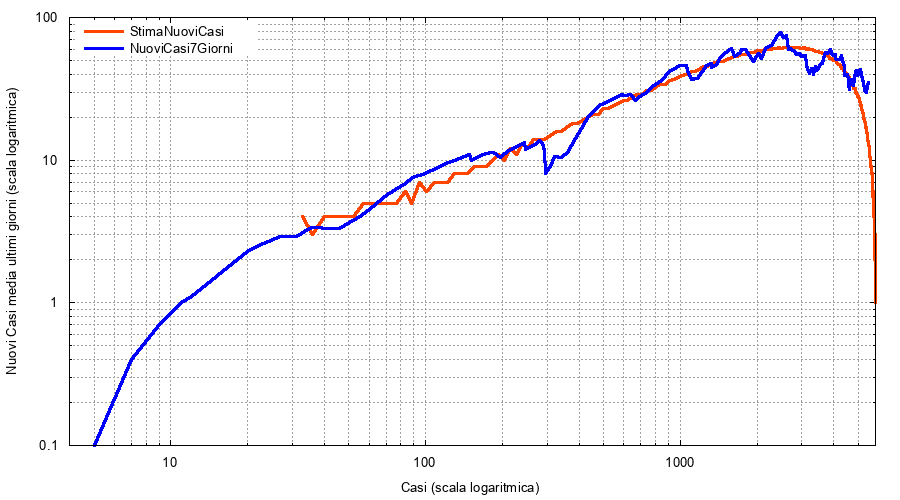 100
StimaNuoviCasi
NuoviCasi7Giorni
10
1
0.1
Nuovi Casi media ultimi giorni (scala logaritmica)
10 100 1000
Casi (scala logaritmica)